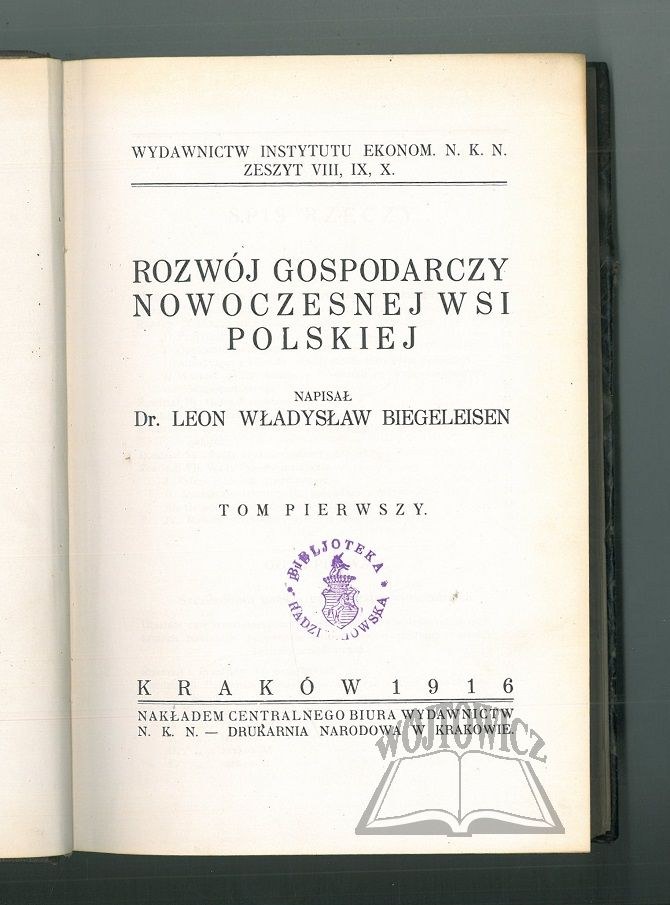 WYDAWNICTW INSTYTUTU EKONOM. N. K. N.
ZESZYT VIII, IX, X.
ROZWÓJ GOSPODARCZY
NOWOCZESNEJ WSI
POLSKIEJ
NAPISAŁ
Dr. LEON WŁADYSŁAW BIEGELEISEN
TOM PIERWSZY.
BIBLJOTEKA
KRAKÓW 1916
NAKŁADEM CENTRALNEGO BIURA WYDAWNICTW
N. K. N. — DRUKARNIA NARODOWA W KRAKOWIE.
WÓJTOWICZ